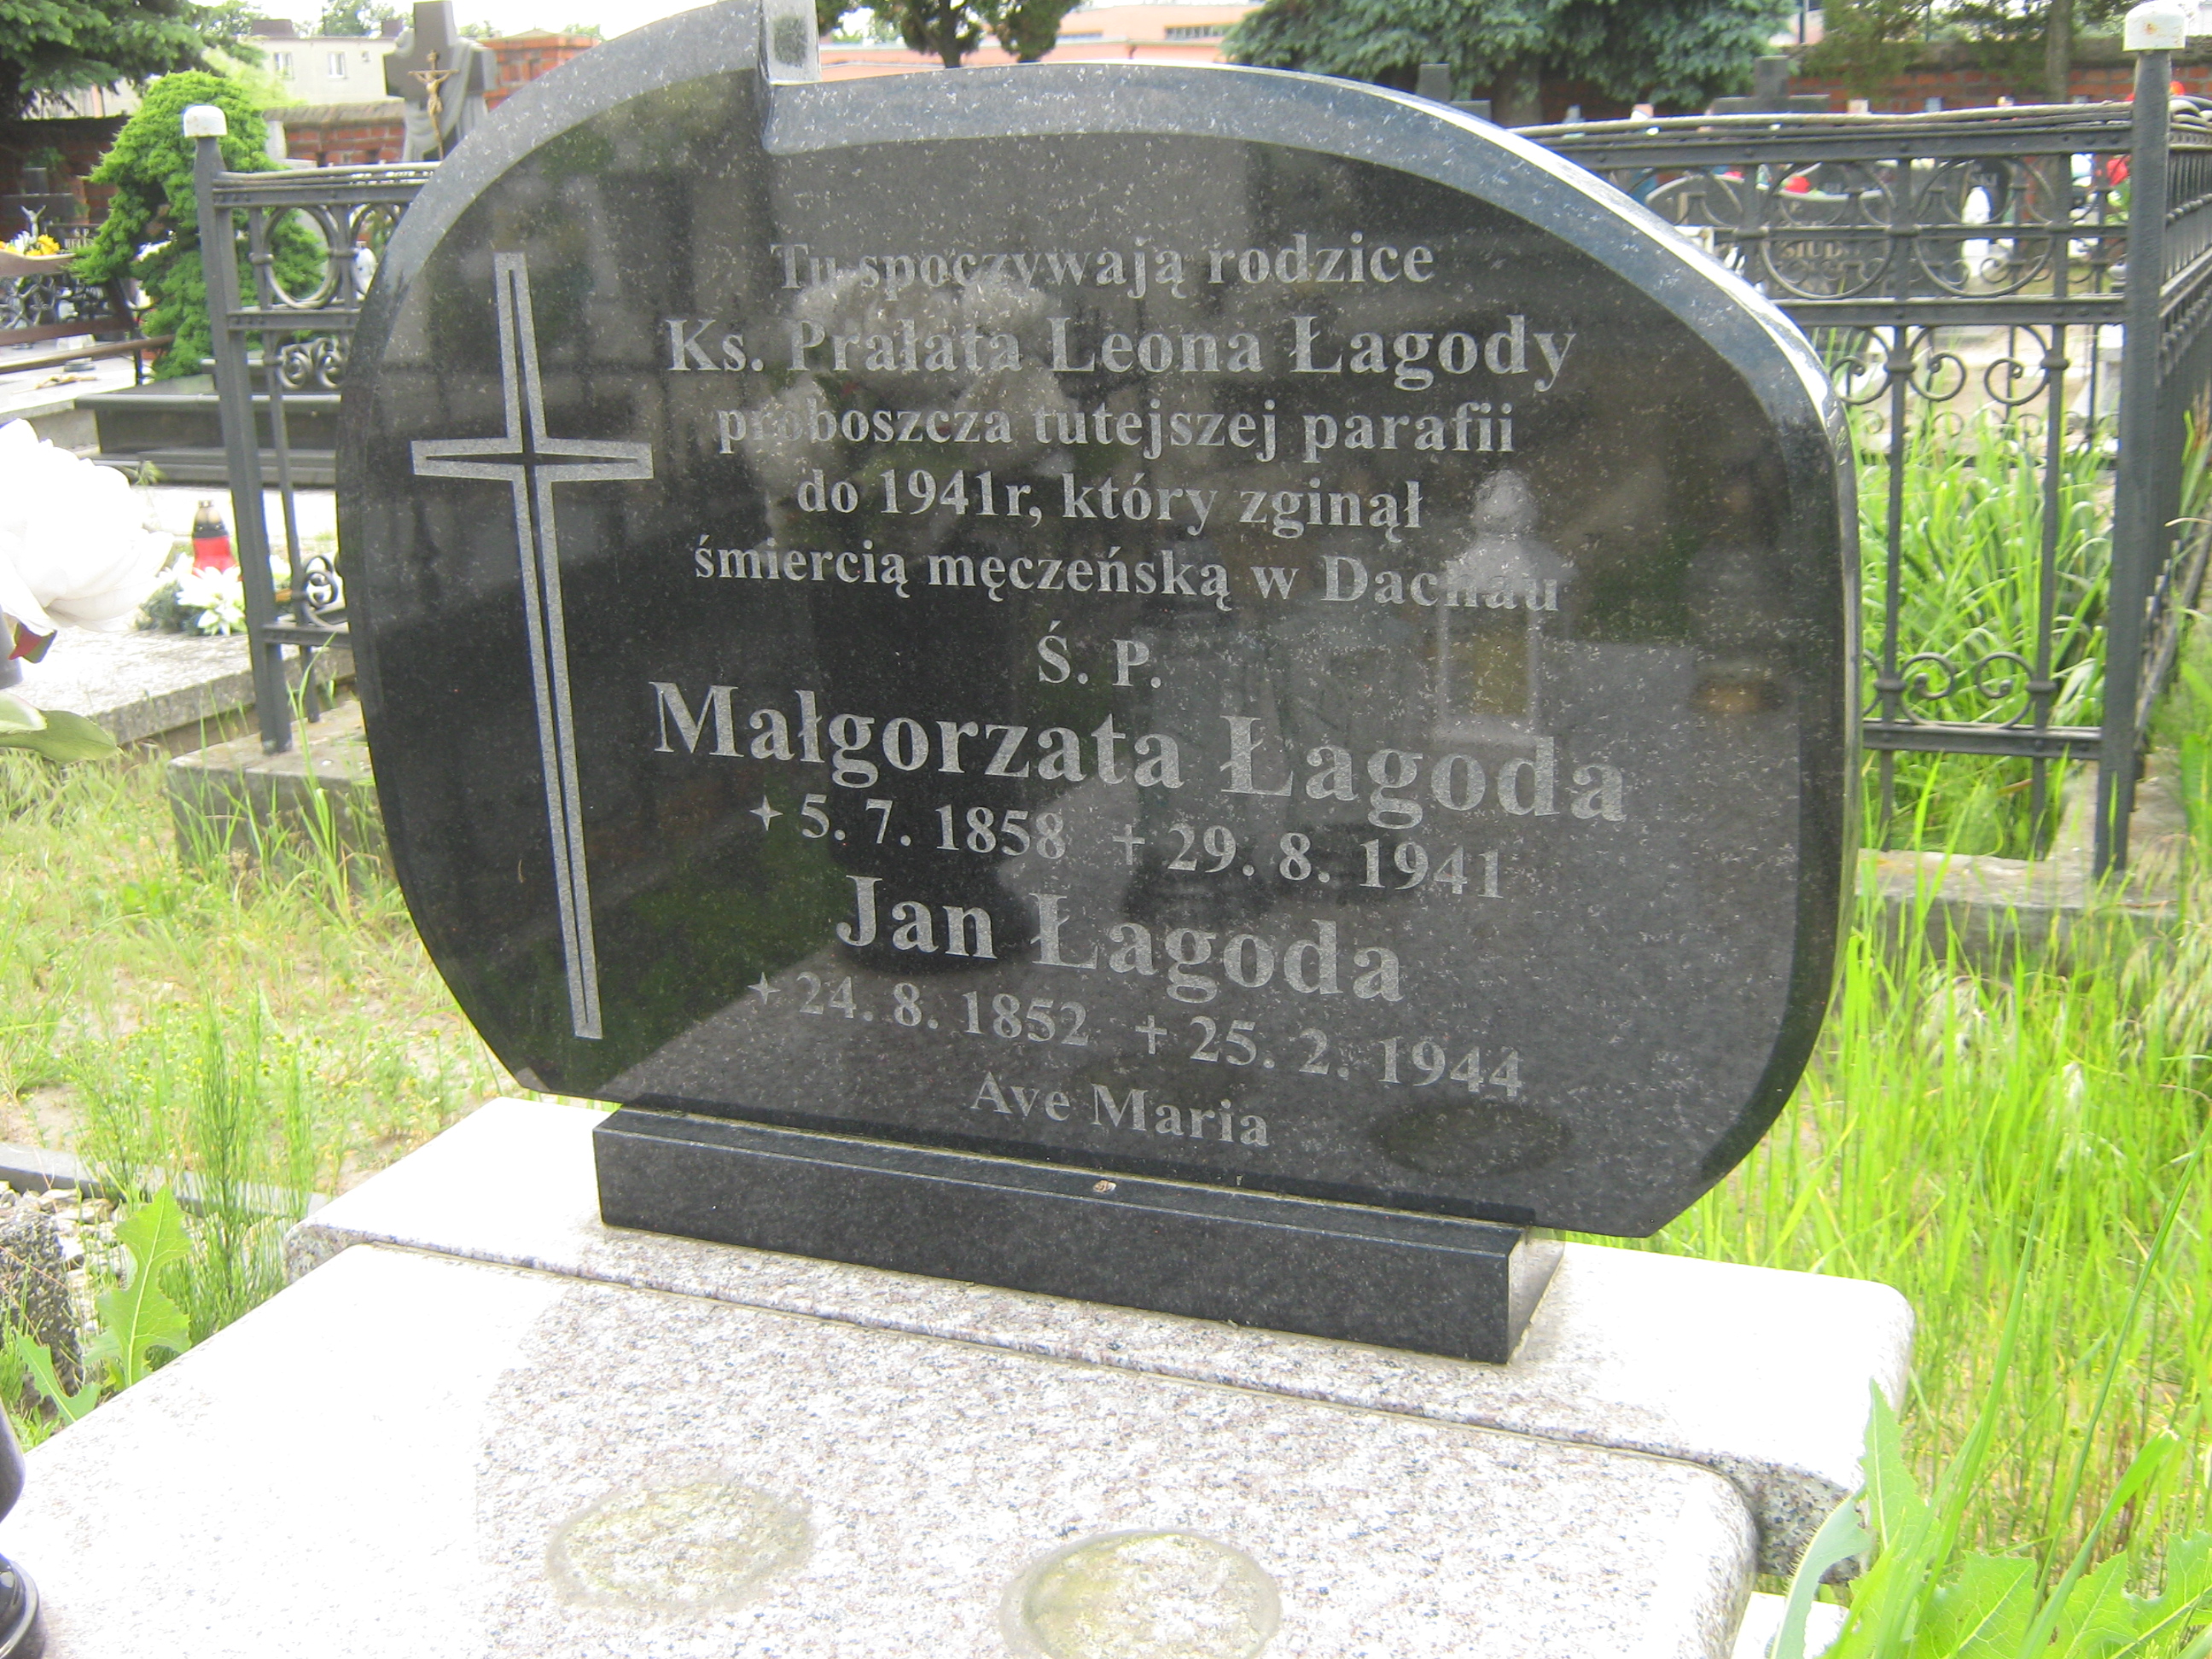 Tu spoczywają rodzice
Ks. Prałata Leona Łagody
proboszcza tutejszej parafii
do 1941r, który zginął
śmiercią męczeńską w Dachau
Ś. P.
Małgorzata Łagoda
+ 5. 7. 1858 + 29. 8. 1941
Jan Łagoda
+ 24. 8. 1852 + 25. 2. 1944
Ave Maria